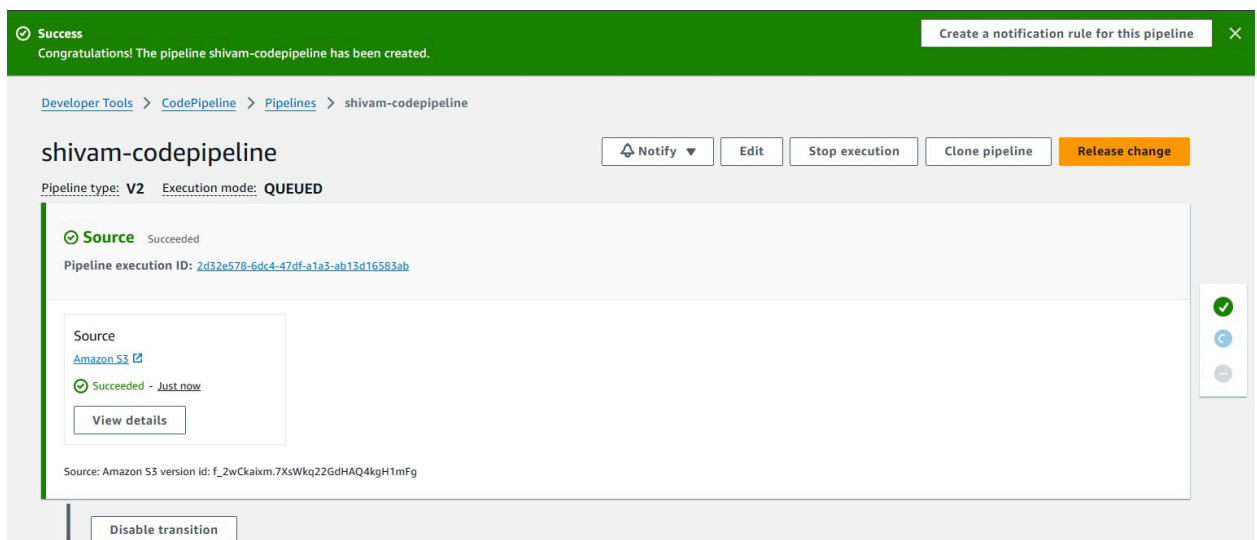 Success
Create a notification rule for this pipeline
Congratulations! The pipeline shivam-codepipeline has been created.
Developer Tools > CodePipeline > Pipelines > shivam-codepipeline
shivam-codepipeline
Notify ▼ Edit Stop execution Clone pipeline Release change
Pipeline type: V2 Execution mode: QUEUED
Source Succeeded
Pipeline execution ID: 2d32e578-6dc4-47df-a1a3-ab13d16583ab
Source
Amazon S3
Succeeded - Just now
View details
Source: Amazon S3 version id: f_2wCkaixm.7XsWkq22GdHAQ4kgH1mFg
Disable transition